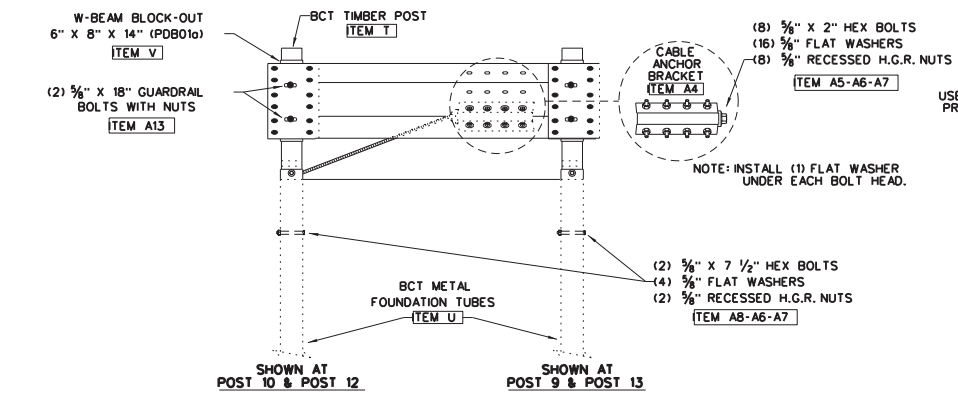 W-BEAM BLOCK-OUT
6" X 8" X 14" (PDB01a)
ITEM V
BCT TIMBER POST
ITEM T
(2) 5/8" X 18" GUARDRAIL
BOLTS WITH NUTS
ITEM A13
CABLE
ANCHOR
BRACKET
ITEM A4
(8) 5/8" X 2" HEX BOLTS
(16) 5/8" FLAT WASHERS
(8) 5/8" RECESSED H.G.R. NUTS
ITEM A5-A6-A7
USE
PR
NOTE: INSTALL (1) FLAT WASHER
UNDER EACH BOLT HEAD.
(2) 5/8" X 7 1/2" HEX BOLTS
(4) 5/8" FLAT WASHERS
(2) 5/8" RECESSED H.G.R. NUTS
ITEM A8-A6-A7
BCT METAL
FOUNDATION TUBES
ITEM U
SHOWN AT
POST 10 & POST 12
SHOWN AT
POST 9 & POST 13